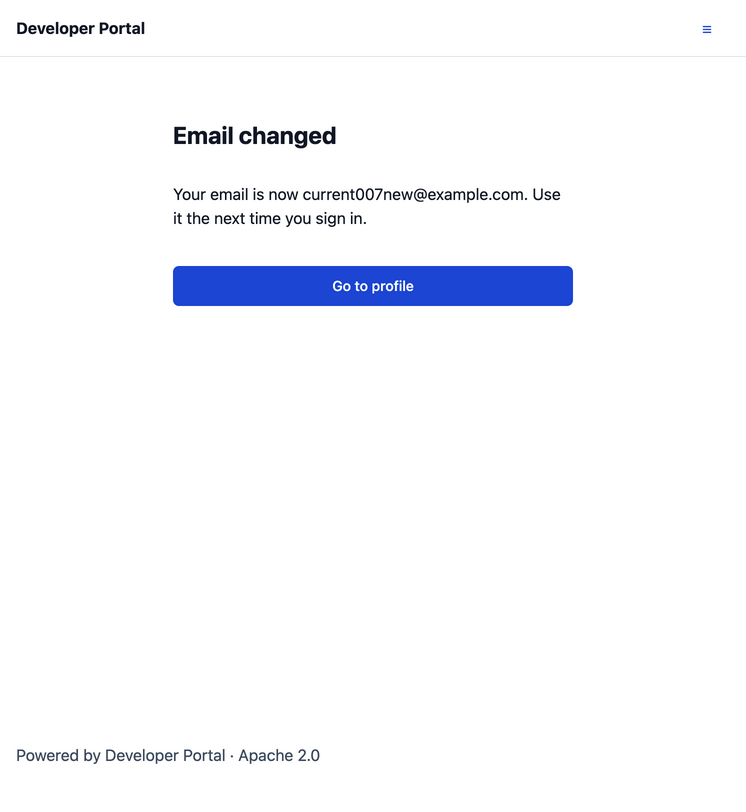 Developer Portal
≡
Email changed
Your email is now current007new@example.com. Use
it the next time you sign in.
Go to profile
Powered by Developer Portal · Apache 2.0